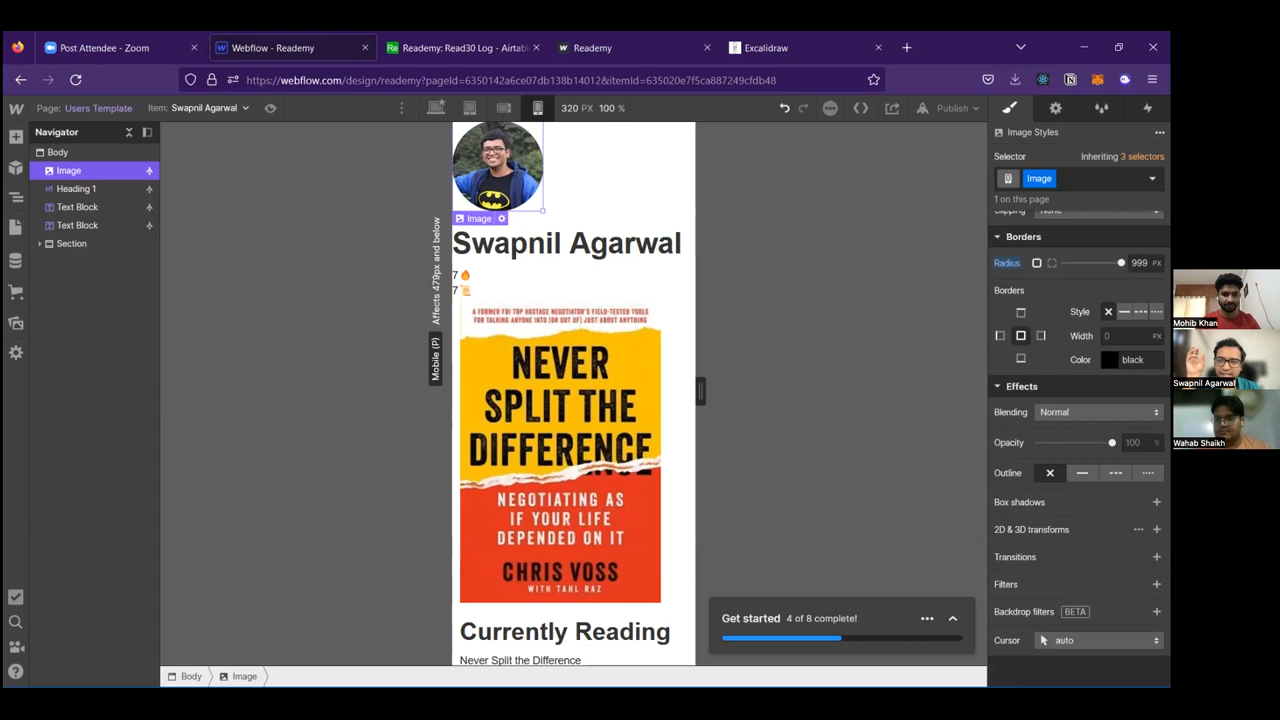 Post Attendee - Zoom
Webflow - Reademy
Reademy: Read30 Log - Airtabl
Reademy
Excalidraw
https://webflow.com/design/reademy?pageId=6350142a6ce07db138b14012&itemId=635020e7f5ca887249cfdb48
Page: Users Template
Item: Swapnil Agarwal
320 PX 100 %
Publish
Navigator
Body
Image
H1 Heading 1
Text Block
Text Block
Section
Affects 479px and below
Mobile (P)
Image
Swapnil Agarwal
7 🔥
7 📜
A FORMER FBI TOP HOSTAGE NEGOTIATOR'S FIELD-TESTED TOOLS
FOR TALKING ANYONE INTO (OR OUT OF) JUST ABOUT ANYTHING
NEVER
SPLIT THE
DIFFERENCE
NEGOTIATING AS
IF YOUR LIFE
DEPENDED ON IT
CHRIS VOSS
WITH TAHL RAZ
Currently Reading
Never Split the Difference
Get started 4 of 8 complete!
Body
Image
Image Styles
Selector
Inheriting 3 selectors
Image
1 on this page
Clipping None
Borders
Radius
999 PX
Borders
Style
Width 0 PX
Color black
Effects
Blending Normal
Opacity 100 %
Outline
Box shadows
2D & 3D transforms
Transitions
Filters
Backdrop filters BETA
Cursor auto
Mohib Khan
Swapnil Agarwal
Wahab Shaikh